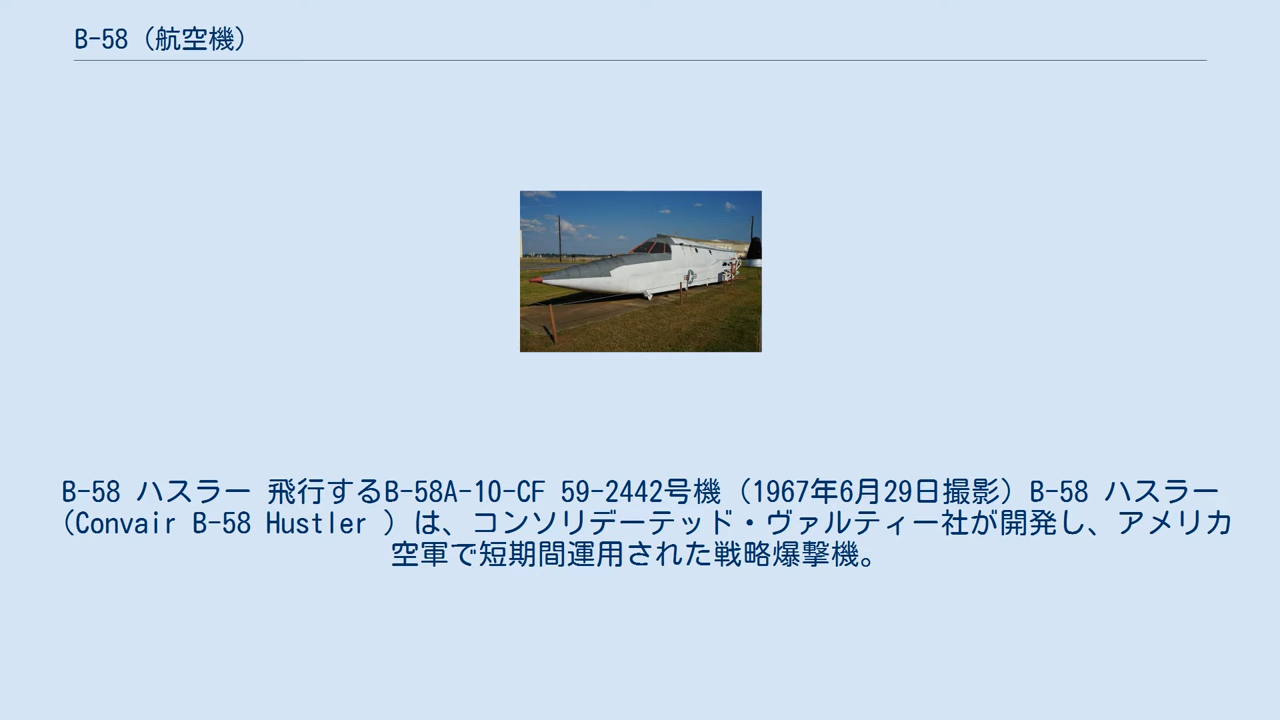 B-58（航空機）
B-58 ハスラー 飛行するB-58A-10-CF 59-2442号機（1967年6月29日撮影）B-58 ハスラー
（Convair B-58 Hustler ）は、コンソリデーテッド・ヴァルティー社が開発し、アメリカ
空軍で短期間運用された戦略爆撃機。